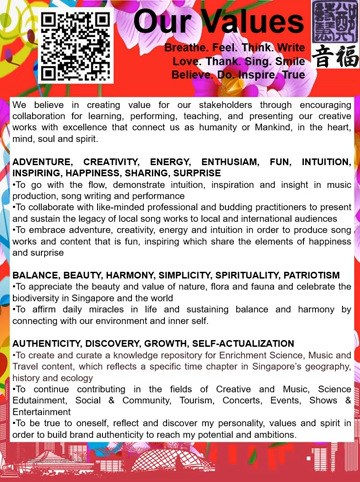 Our Values
Breathe. Feel. Think. Write
Love. Thank. Sing. Smile
Believe. Do. Inspire. True
音福
We believe in creating value for our stakeholders through encouraging
collaboration for learning, performing, teaching, and presenting our creative
works with excellence that connect us as humanity or Mankind, in the heart,
mind, soul and spirit.
ADVENTURE, CREATIVITY, ENERGY, ENTHUSIAM, FUN, INTUITION,
INSPIRING, HAPPINESS, SHARING, SURPRISE
•To go with the flow, demonstrate intuition, inspiration and insight in music
production, song writing and performance
•To collaborate with like-minded professional and budding practitioners to present
and sustain the legacy of local song works to local and international audiences
•To embrace adventure, creativity, energy and intuition in order to produce song
works and content that is fun, inspiring which share the elements of happiness
and surprise
BALANCE, BEAUTY, HARMONY, SIMPLICITY, SPIRITUALITY, PATRIOTISM
•To appreciate the beauty and value of nature, flora and fauna and celebrate the
biodiversity in Singapore and the world
•To affirm daily miracles in life and sustaining balance and harmony by
connecting with our environment and inner self.
AUTHENTICITY, DISCOVERY, GROWTH, SELF-ACTUALIZATION
•To create and curate a knowledge repository for Enrichment Science, Music and
Travel content, which reflects a specific time chapter in Singapore's geography,
history and ecology
•To continue contributing in the fields of Creative and Music, Science
Edutainment, Social & Community, Tourism, Concerts, Events, Shows &
Entertainment
•To be true to oneself, reflect and discover my personality, values and spirit in
order to build brand authenticity to reach my potential and ambitions.